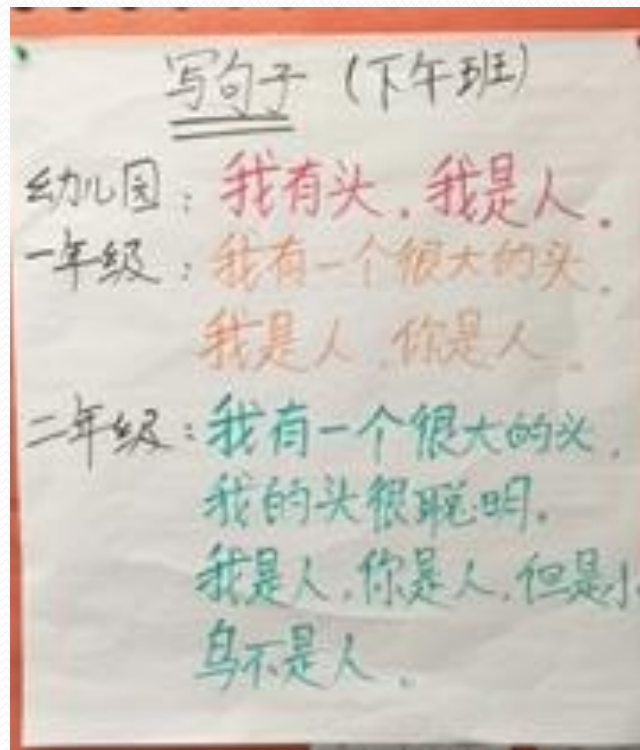 写句子（下午班）
幼儿园：我有头。我是人。
一年级：我有一个很大的头。
我是人。你是人。
二年级：我有一个很大的头。
我的头很聪明。
我是人。你是人。但是小
鸟不是人。